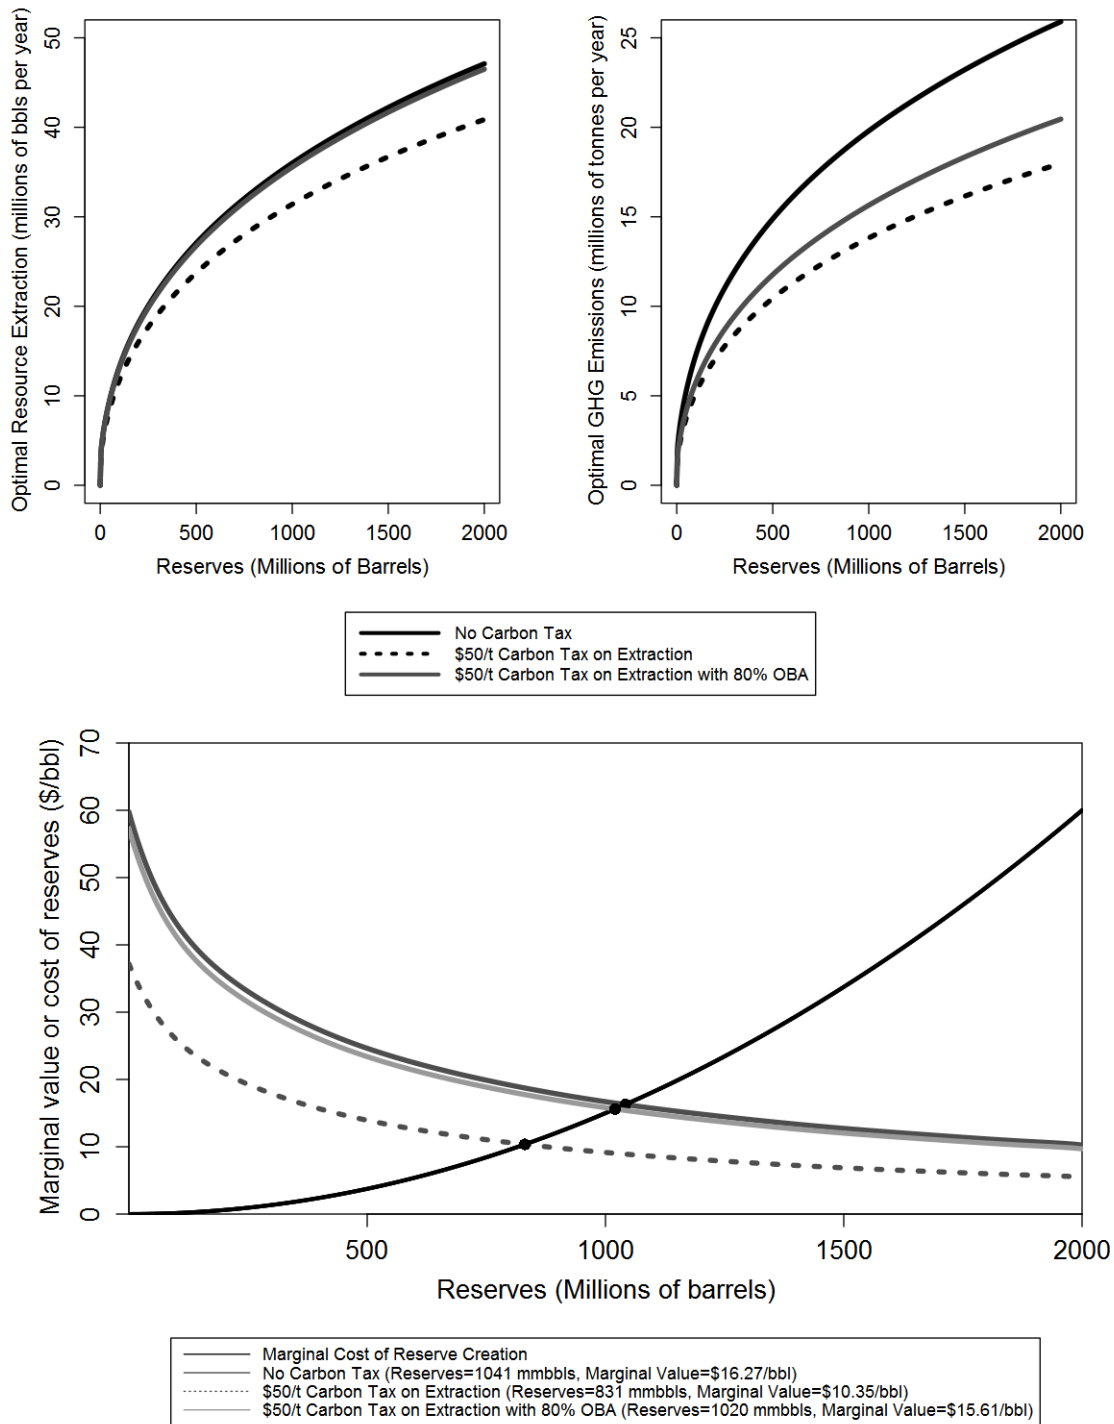 Optimal Resource Extraction (millions of bbls per year)
50
40
30
20
10
0
0 500 1000 1500 2000
Reserves (Millions of Barrels)
Optimal GHG Emissions (millions of tonnes per year)
25
20
15
10
5
0
0 500 1000 1500 2000
Reserves (Millions of Barrels)
No Carbon Tax
$50/t Carbon Tax on Extraction
$50/t Carbon Tax on Extraction with 80% OBA
Marginal value or cost of reserves ($/bbl)
70
60
50
40
30
20
10
0
500 1000 1500 2000
Reserves (Millions of barrels)
Marginal Cost of Reserve Creation
No Carbon Tax (Reserves=1041 mmbbls, Marginal Value=$16.27/bbl)
$50/t Carbon Tax on Extraction (Reserves=831 mmbbls, Marginal Value=$10.35/bbl)
$50/t Carbon Tax on Extraction with 80% OBA (Reserves=1020 mmbbls, Marginal Value=$15.61/bbl)